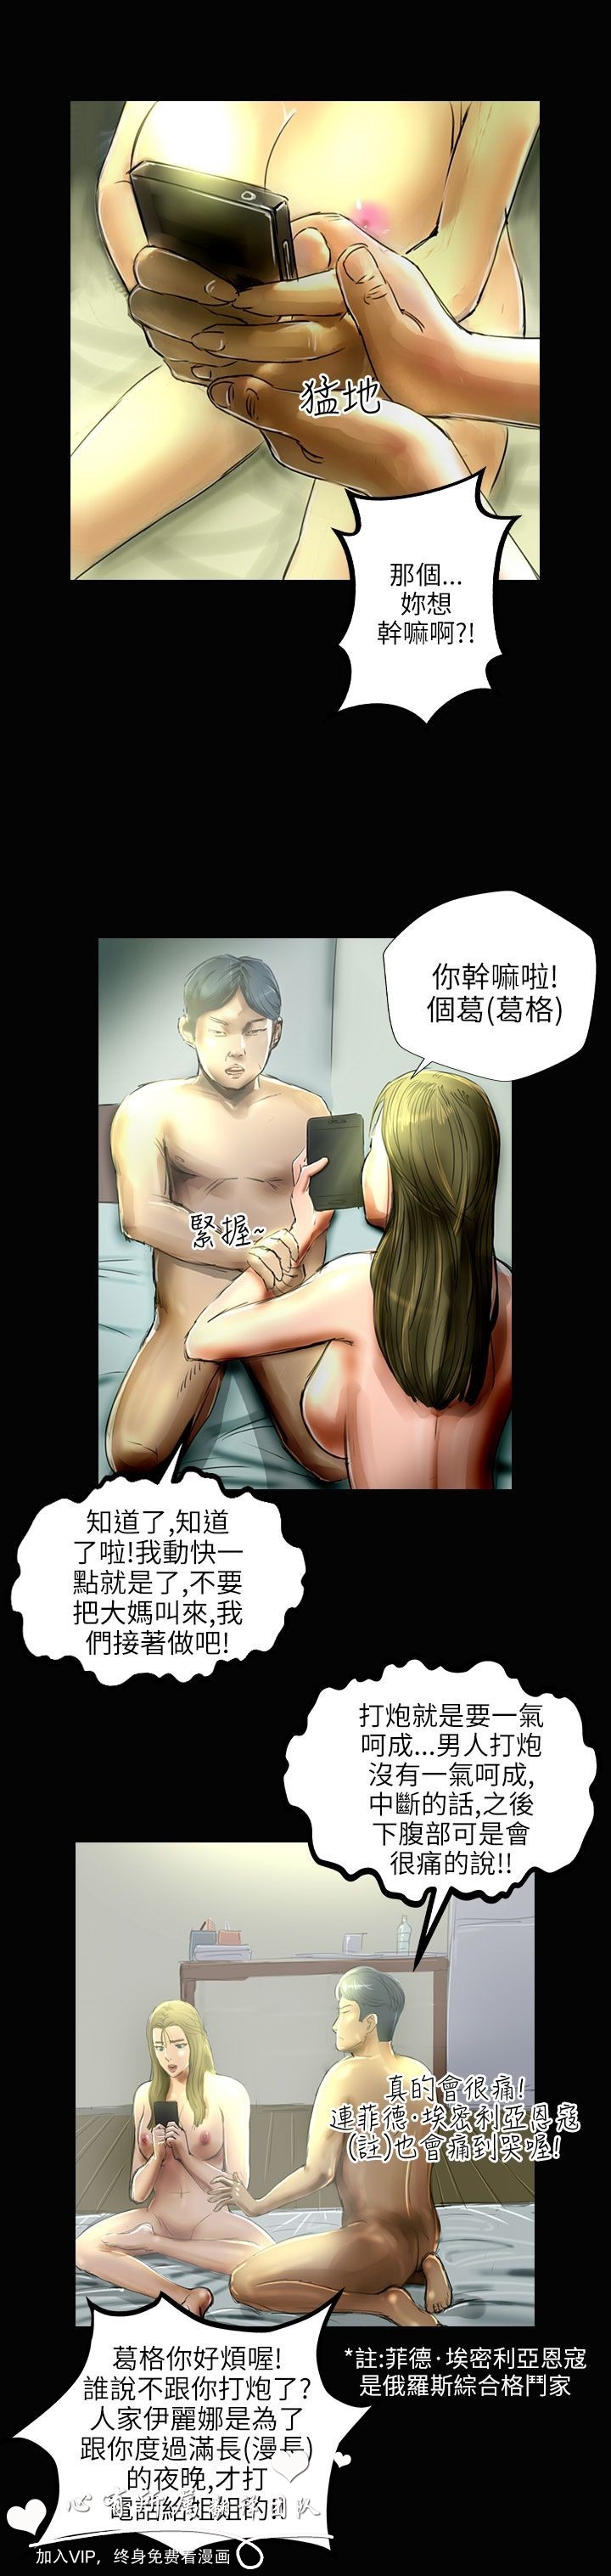 猛地
那個...
妳想
幹嘛啊?!
你幹嘛啦!
個葛(葛格)
緊握~
知道了,知道
了啦!我動快一
點就是了,不要
把大媽叫來,我
們接著做吧!
打炮就是要一氣
呵成...男人打炮
沒有一氣呵成,
中斷的話,之後
下腹部可是會
很痛的說!!
真的會很痛!
連菲德·埃密利亞恩寇
(註)也會痛到哭喔!
葛格你好煩喔!
誰說不跟你打炮了?
人家伊麗娜是為了
跟你度過滿長(漫長)
的夜晚,才打
電話給姐姐的!!
*註:菲德·埃密利亞恩寇
是俄羅斯綜合格鬥家
加入VIP，终身免费看漫画